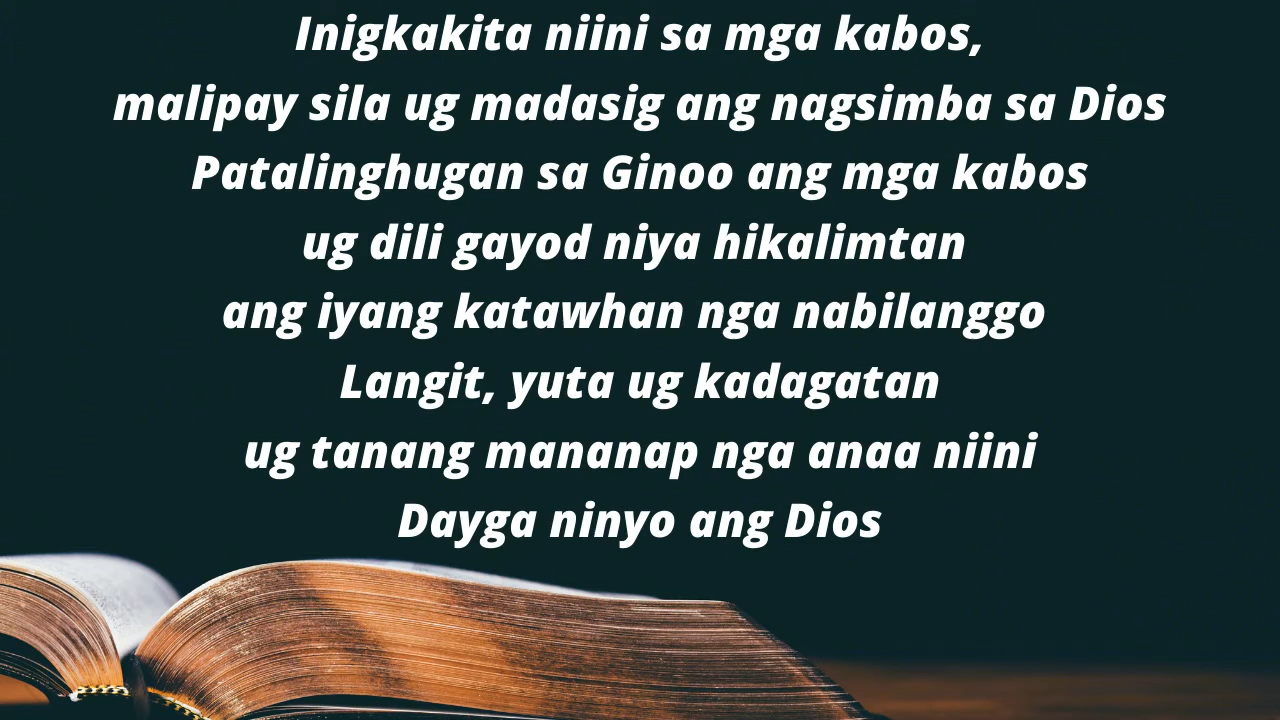 Inigkakita niini sa mga kabos,
malipay sila ug madasig ang nagsimba sa Dios
Patalinghugan sa Ginoo ang mga kabos
ug dili gayod niya hikalimtan
ang iyang katawhan nga nabilanggo
Langit, yuta ug kadagatan
ug tanang mananap nga anaa niini
Dayga ninyo ang Dios